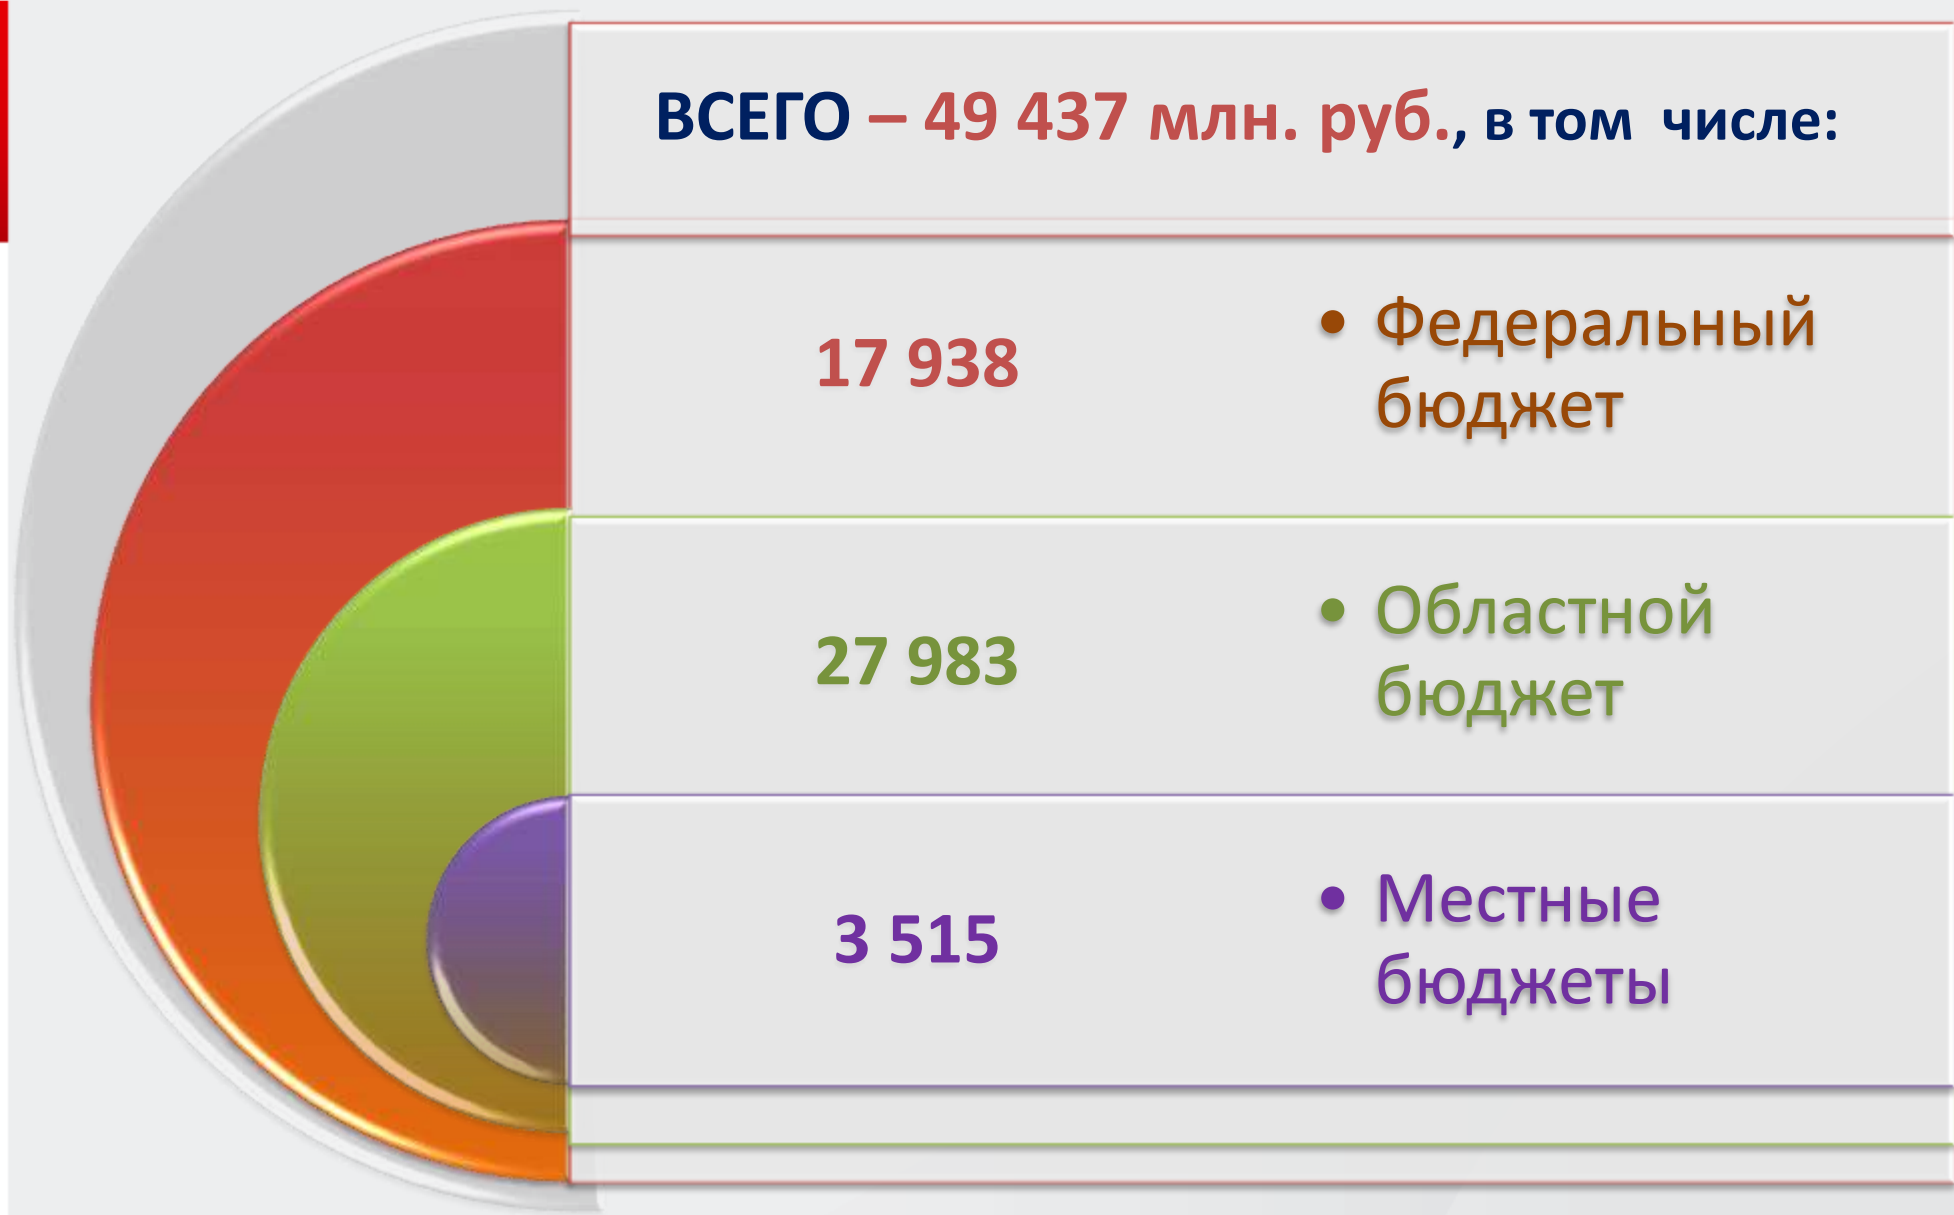 ВСЕГО – 49 437 млн. руб., в том числе:
17 938
• Федеральный
бюджет
27 983
• Областной
бюджет
3 515
• Местные
бюджеты